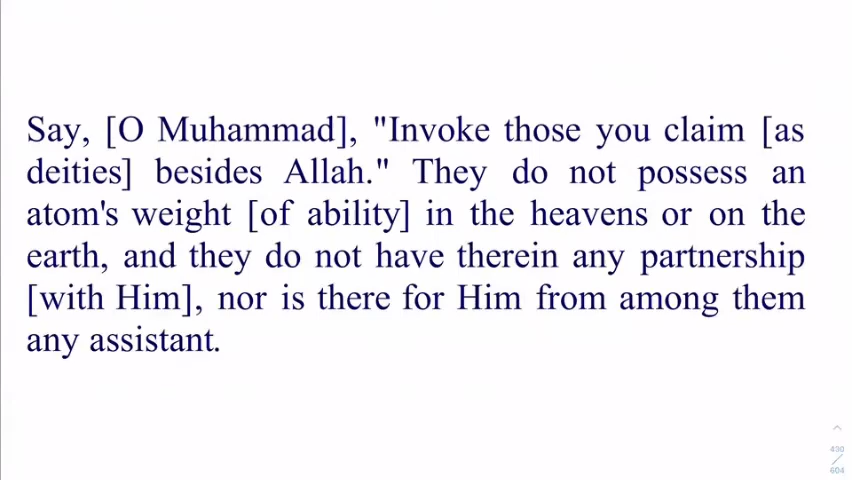 Say, [O Muhammad], "Invoke those you claim [as
deities] besides Allah." They do not possess an
atom's weight [of ability] in the heavens or on the
earth, and they do not have therein any partnership
[with Him], nor is there for Him from among them
any assistant.
430
604